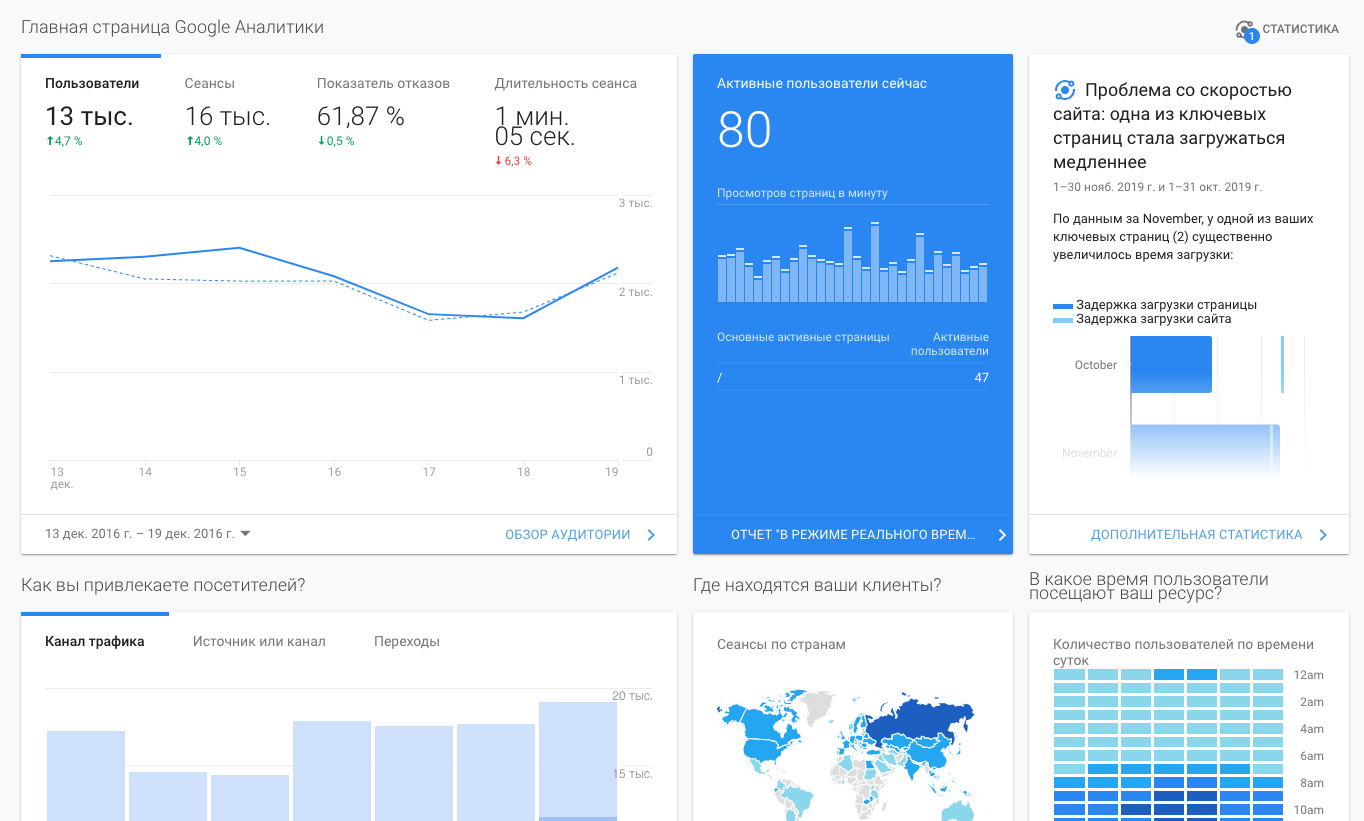 Главная страница Google Аналитики
1
СТАТИСТИКА
Пользователи
13 тыс.
4,7 %
Сеансы
16 тыс.
4,0 %
Показатель отказов
61,87 %
0,5 %
Длительность сеанса
1 мин.
05 сек.
6,3 %
3 тыс.
2 тыс.
1 тыс.
0
13
дек.
14
15
16
17
18
19
13 дек. 2016 г. – 19 дек. 2016 г.
ОБЗОР АУДИТОРИИ
Активные пользователи сейчас
80
Просмотров страниц в минуту
Основные активные страницы
Активные
пользователи
/
47
ОТЧЕТ "В РЕЖИМЕ РЕАЛЬНОГО ВРЕМ...
Проблема со скоростью
сайта: одна из ключевых
страниц стала загружаться
медленнее
1–30 нояб. 2019 г. и 1–31 окт. 2019 г.
По данным за November, у одной из ваших
ключевых страниц (2) существенно
увеличилось время загрузки:
Задержка загрузки страницы
Задержка загрузки сайта
October
November
ДОПОЛНИТЕЛЬНАЯ СТАТИСТИКА
Как вы привлекаете посетителей?
Канал трафика
Источник или канал
Переходы
20 тыс.
15 тыс.
Где находятся ваши клиенты?
Сеансы по странам
В какое время пользователи
посещают ваш ресурс?
Количество пользователей по времени
суток
12am
2am
4am
6am
8am
10am